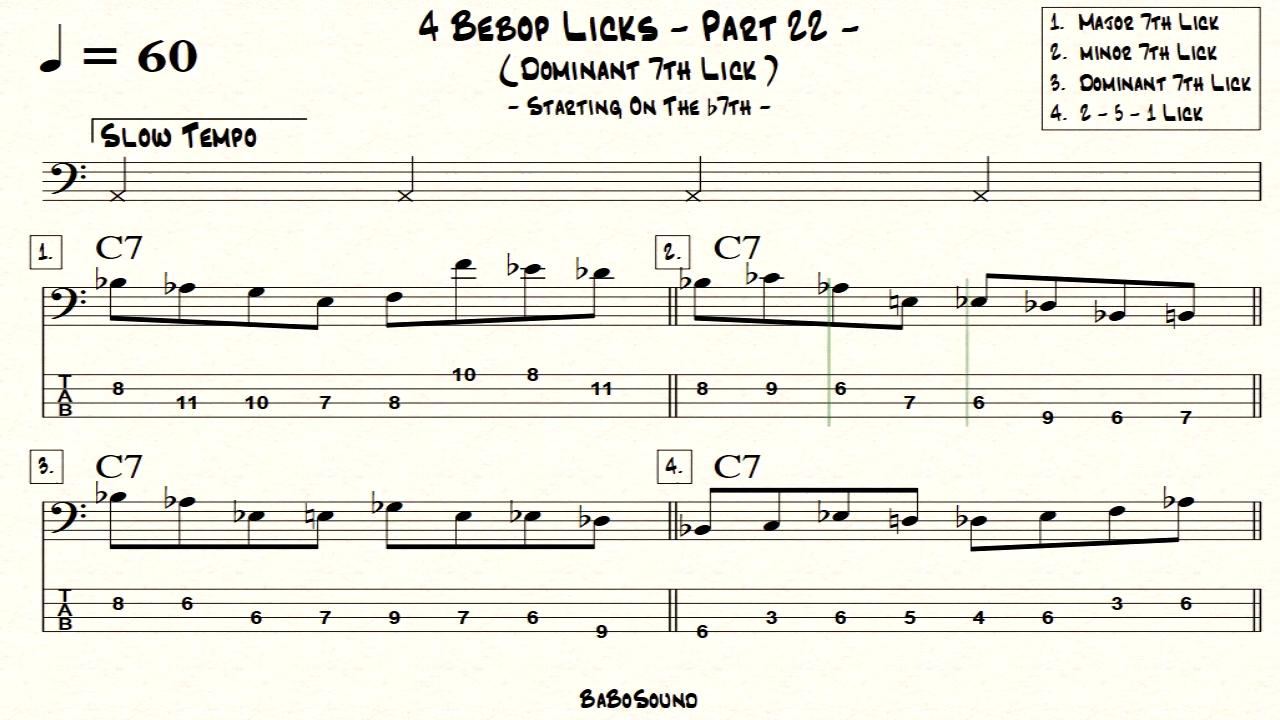 4 Bebop Licks - Part 22 -
(Dominant 7th Lick)
- Starting On The ♭7th -
♩ = 60
1. Major 7th Lick
2. minor 7th Lick
3. Dominant 7th Lick
4. 2 - 5 - 1 Lick
Slow Tempo
1. C7
2. C7
TAB 8 11 10 7 8 10 8 11 8 9 6 7 6 9 6 7
3. C7
4. C7
TAB 8 6 6 7 9 7 6 9 6 3 6 5 4 6 3 6
BaBoSound